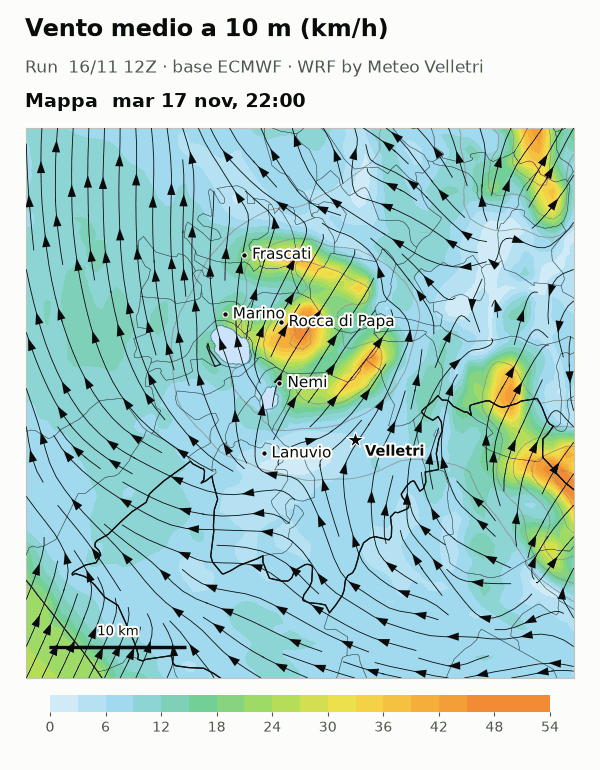 Vento medio a 10 m (km/h)
Run  16/11 12Z · base ECMWF · WRF by Meteo Velletri
Mappa  mar 17 nov, 22:00
Frascati
Marino
Rocca di Papa
Nemi
Velletri
Lanuvio
10 km
0 6 12 18 24 30 36 42 48 54